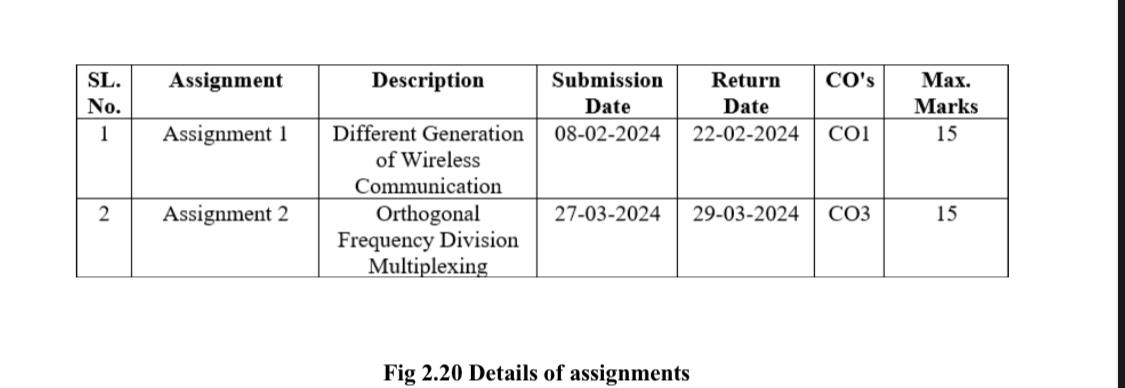 SL. No. Assignment Description Submission Date Return Date CO's Max. Marks
1 Assignment 1 Different Generation of Wireless Communication 08-02-2024 22-02-2024 CO1 15
2 Assignment 2 Orthogonal Frequency Division Multiplexing 27-03-2024 29-03-2024 CO3 15
Fig 2.20 Details of assignments